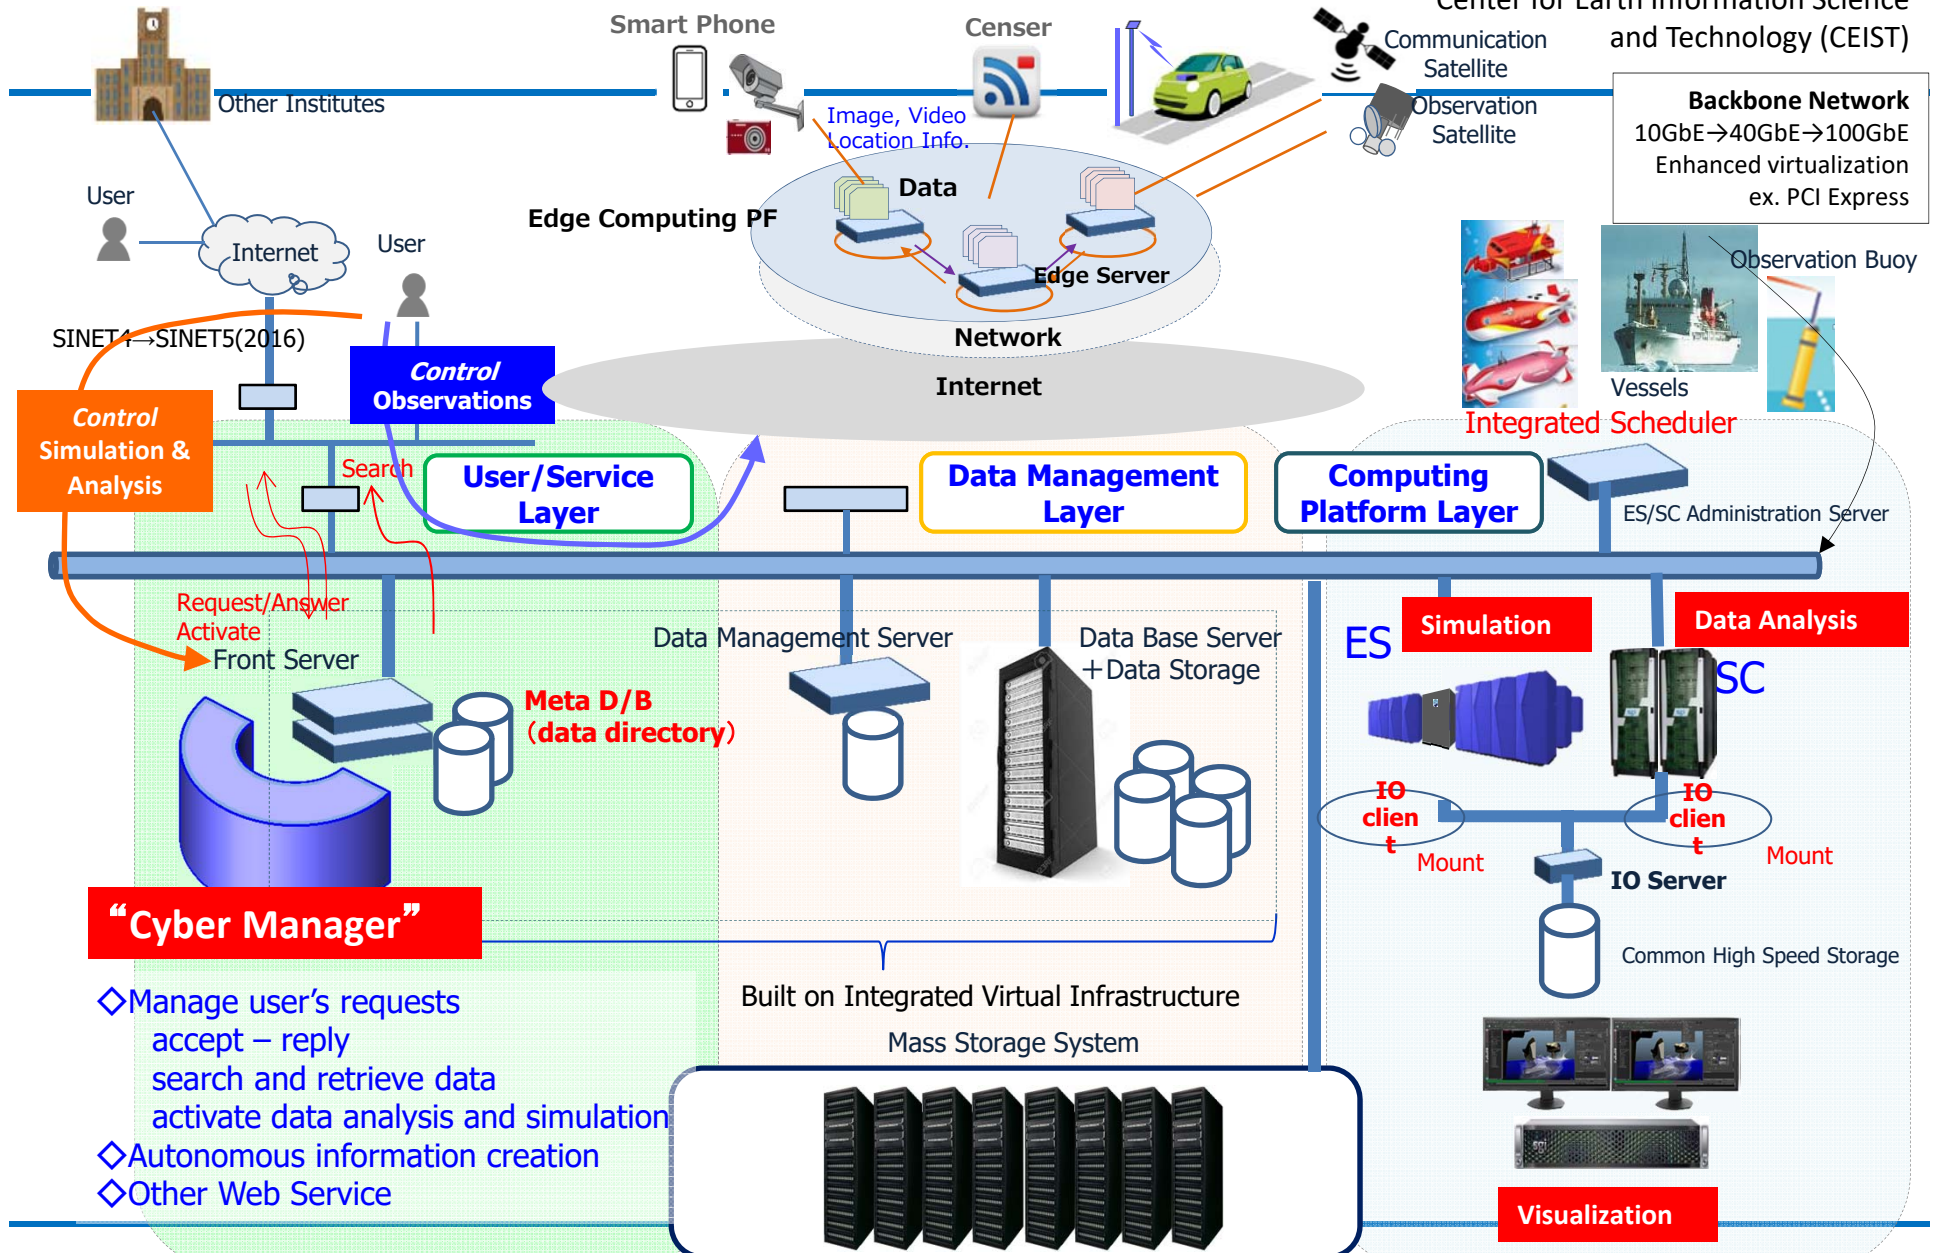 Center for Earth Information Science
and Technology (CEIST)
Smart Phone
Censer
Communication
Satellite
Observation
Satellite
Other Institutes
Image, Video
Location Info.
Backbone Network
10GbE→40GbE→100GbE
Enhanced virtualization
ex. PCI Express
User
Internet
User
Data
Edge Computing PF
Edge Server
Network
Internet
Observation Buoy
Vessels
SINET4→SINET5(2016)
Control
Observations
Control
Simulation &
Analysis
Search
User/Service
Layer
Data Management
Layer
Computing
Platform Layer
Integrated Scheduler
ES/SC Administration Server
Request/Answer
Activate
Front Server
Meta D/B
（data directory）
Data Management Server
Data Base Server
＋Data Storage
ES
Simulation
Data Analysis
SC
IO
clien
t
Mount
IO
clien
t
Mount
IO Server
Common High Speed Storage
“Cyber Manager”
◇Manage user’s requests
accept – reply
search and retrieve data
activate data analysis and simulation
◇Autonomous information creation
◇Other Web Service
Built on Integrated Virtual Infrastructure
Mass Storage System
Visualization